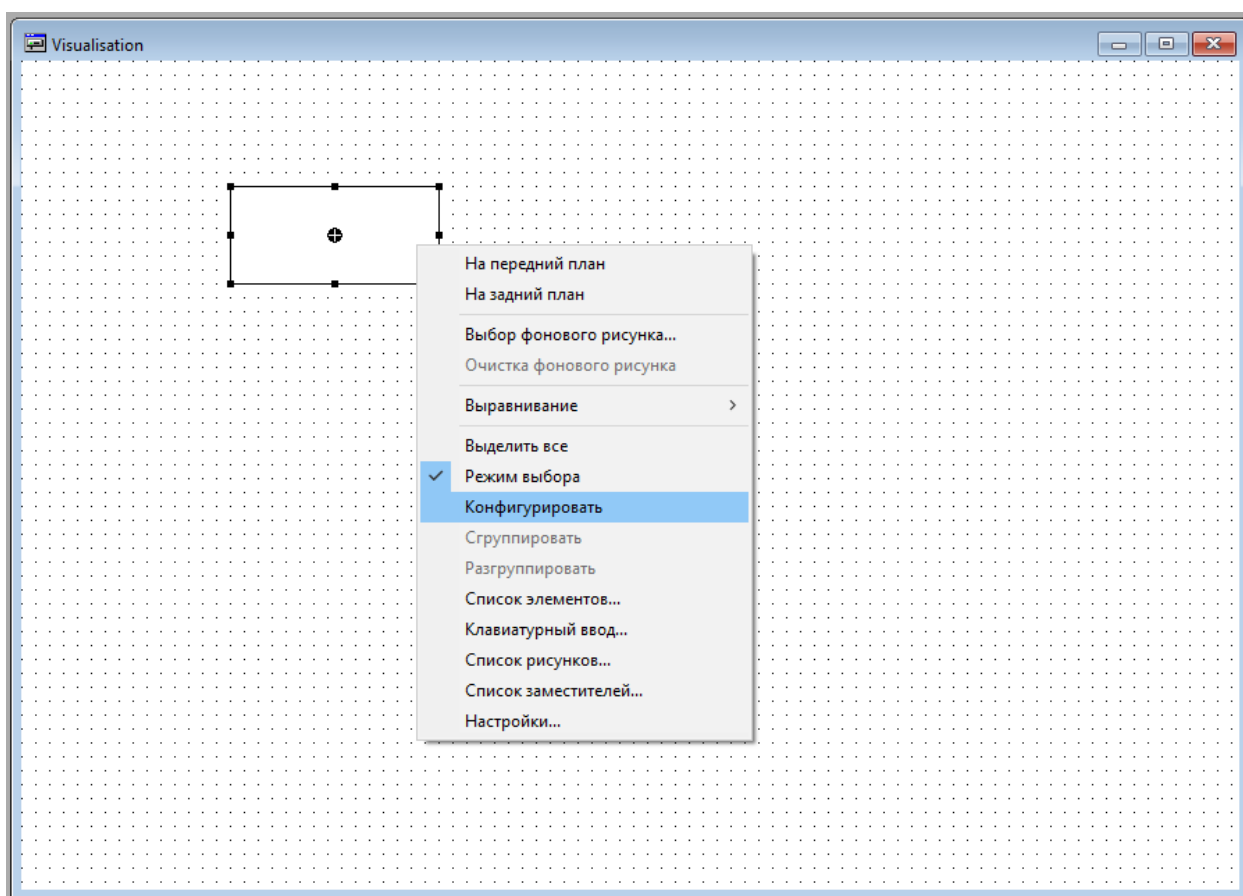 Visualisation
На передний план
На задний план
Выбор фонового рисунка...
Очистка фонового рисунка
Выравнивание
Выделить все
Режим выбора
Конфигурировать
Сгруппировать
Разгруппировать
Список элементов...
Клавиатурный ввод...
Список рисунков...
Список заместителей...
Настройки...